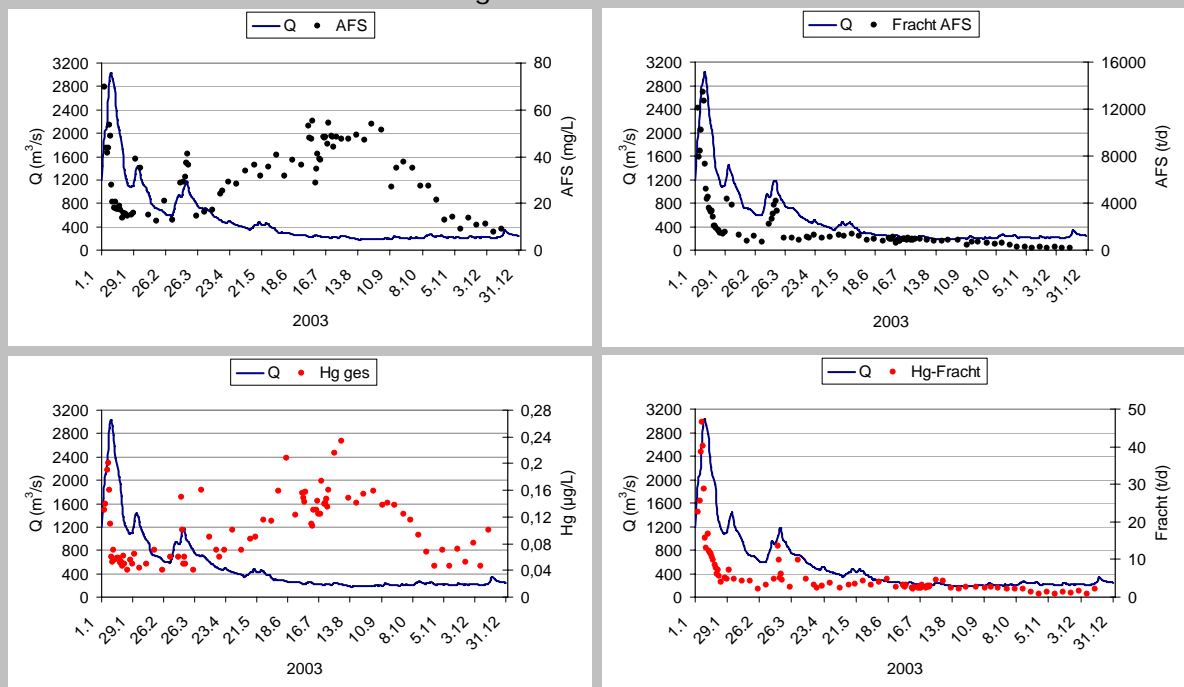 Q AFS
3200 2800 2400 2000 1600 1200 800 400 0
Q (m³/s)
80 60 40 20 0
AFS (mg/L)
1.1 29.1 26.2 26.3 23.4 21.5 18.6 16.7 13.8 10.9 8.10 5.11 3.12 31.12
2003
Q Fracht AFS
3200 2800 2400 2000 1600 1200 800 400 0
Q (m³/s)
16000 12000 8000 4000 0
AFS (t/d)
1.1 29.1 26.2 26.3 23.4 21.5 18.6 16.7 13.8 10.9 8.10 5.11 3.12 31.12
2003
Q Hg ges
3200 2800 2400 2000 1600 1200 800 400 0
Q (m³/s)
0,28 0,24 0,2 0,16 0,12 0,08 0,04 0
Hg (µg/L)
1.1 29.1 26.2 26.3 23.4 21.5 18.6 16.7 13.8 10.9 8.10 5.11 3.12 31.12
2003
Q Hg-Fracht
3200 2800 2400 2000 1600 1200 800 400 0
Q (m³/s)
50 40 30 20 10 0
Fracht (t/d)
1.1 29.1 26.2 26.3 23.4 21.5 18.6 16.7 13.8 10.9 8.10 5.11 3.12 31.12
2003